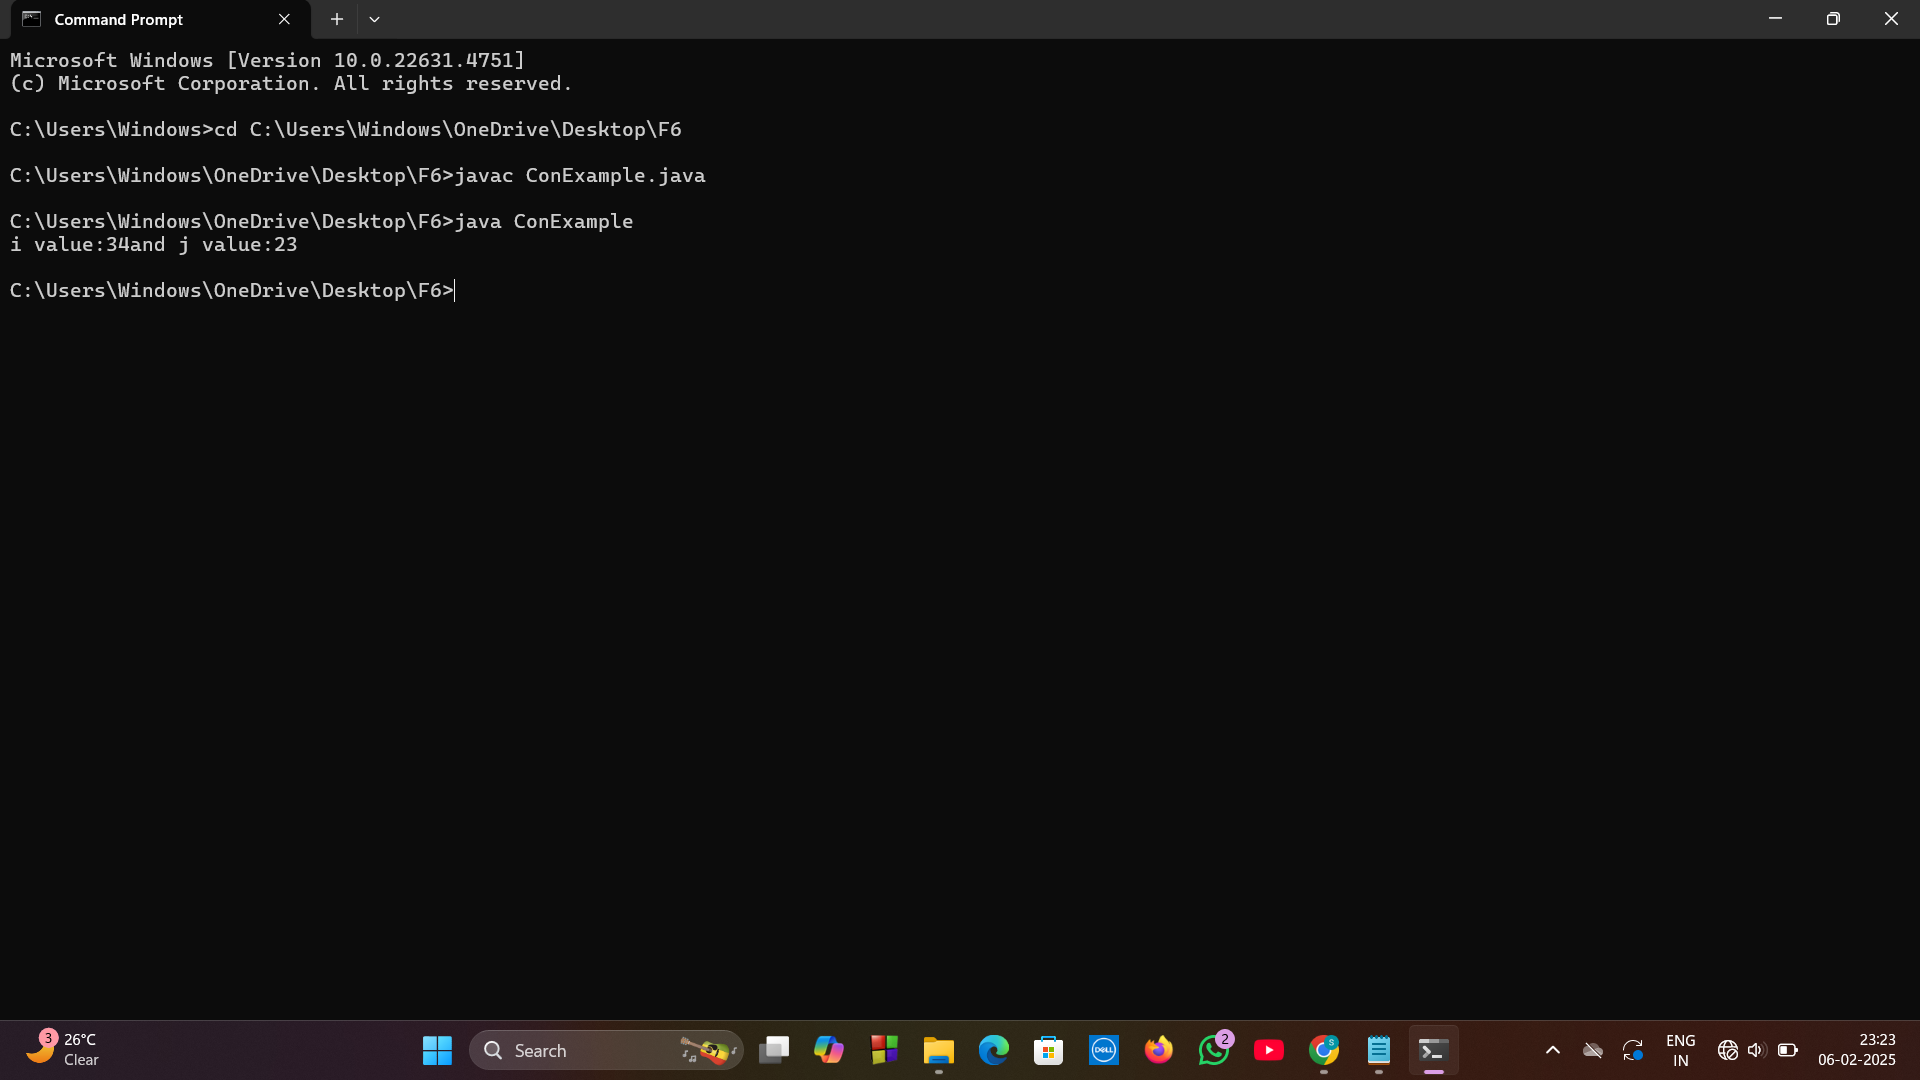 Command Prompt
Microsoft Windows [Version 10.0.22631.4751]
(c) Microsoft Corporation. All rights reserved.
C:\Users\Windows>cd C:\Users\Windows\OneDrive\Desktop\F6
C:\Users\Windows\OneDrive\Desktop\F6>javac ConExample.java
C:\Users\Windows\OneDrive\Desktop\F6>java ConExample
i value:34and j value:23
C:\Users\Windows\OneDrive\Desktop\F6>
3
26°C
Clear
Search
DELL
2
S
ENG
IN
23:23
06-02-2025